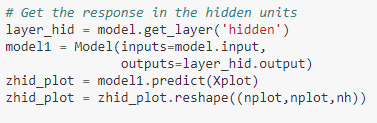 # Get the response in the hidden units
layer_hid = model.get_layer('hidden')
model1 = Model(inputs=model.input,
               outputs=layer_hid.output)
zhid_plot = model1.predict(Xplot)
zhid_plot = zhid_plot.reshape((nplot,nplot,nh))